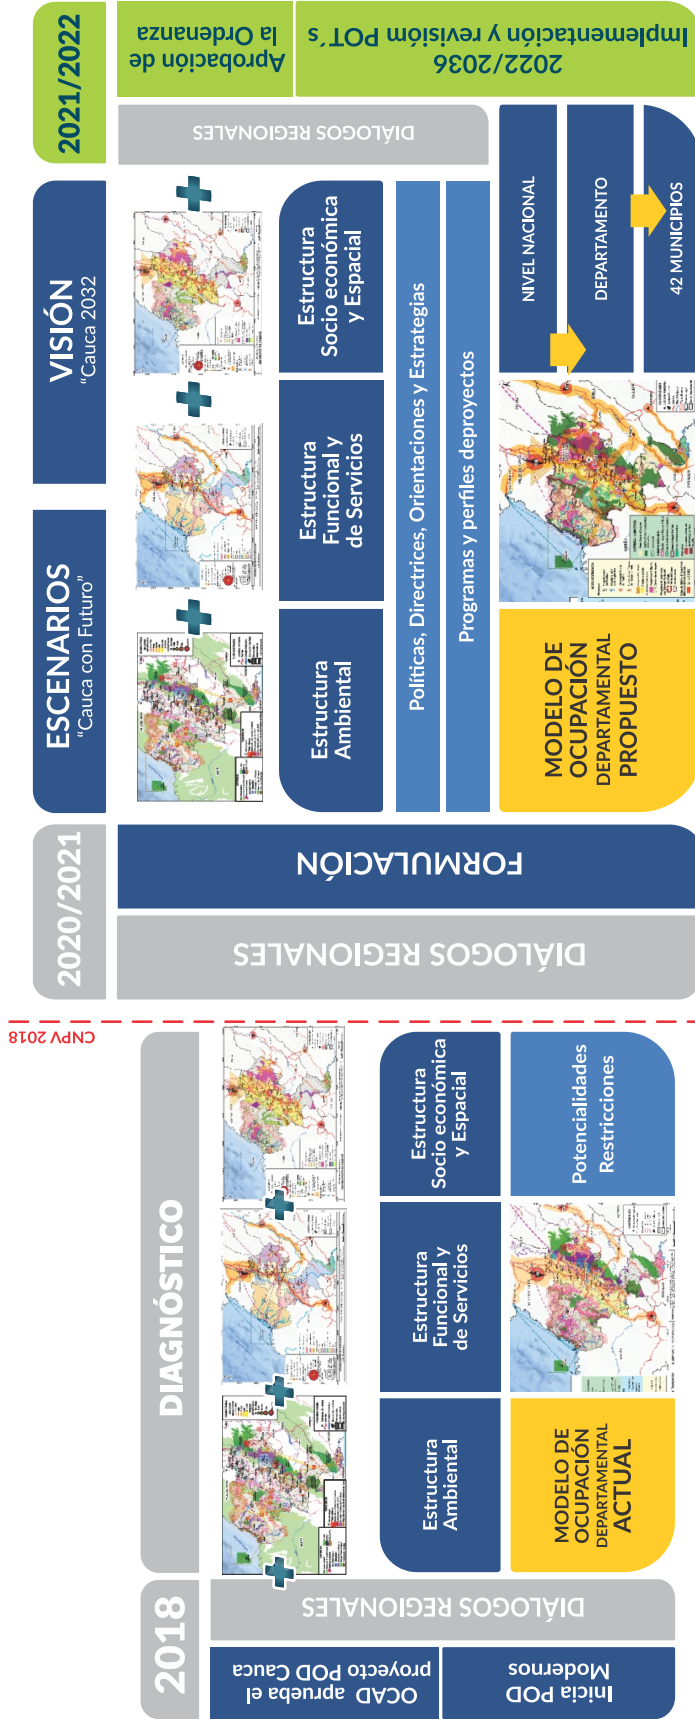 2018
OCAD aprueba el
proyecto POD Cauca
Inicia POD
Modernos
DIÁLOGOS REGIONALES
DIAGNÓSTICO
Estructura
Ambiental
Estructura
Funcional y
de Servicios
Estructura
Socio económica
y Espacial
MODELO DE
OCUPACIÓN
DEPARTAMENTAL
ACTUAL
Potencialidades
Restricciones
CNPV 2018
2020/2021
DIÁLOGOS REGIONALES
FORMULACIÓN
ESCENARIOS
“Cauca con Futuro”
VISIÓN
“Cauca 2032
Estructura
Ambiental
Estructura
Funcional y
de Servicios
Estructura
Socio económica
y Espacial
Políticas, Directrices, Orientaciones y Estrategias
Programas y perfiles deproyectos
MODELO DE
OCUPACIÓN
DEPARTAMENTAL
PROPUESTO
NIVEL NACIONAL
DEPARTAMENTO
42 MUNICIPIOS
DIÁLOGOS REGIONALES
2021/2022
Aprobación de
la Ordenanza
2022/2036
Implementación y revisióm POT´s